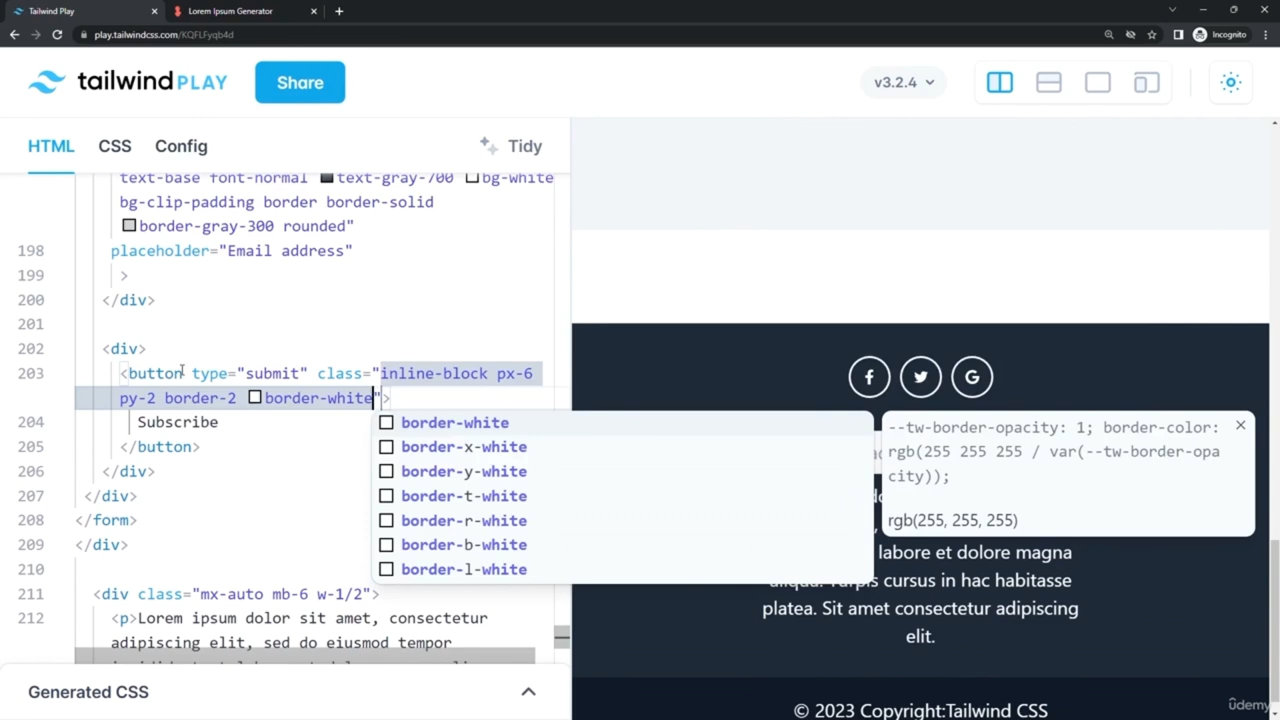 Tailwind Play
Lorem Ipsum Generator
play.tailwindcss.com/KQFLFyqb4d
Incognito
tailwind PLAY
Share
v3.2.4
HTML
CSS
Config
Tidy
text-base font-normal text-gray-700 bg-white
bg-clip-padding border border-solid
border-gray-300 rounded"
198 placeholder="Email address"
199 >
200 </div>
201
202 <div>
203 <button type="submit" class="inline-block px-6
py-2 border-2 border-white">
204 Subscribe
205 </button>
206 </div>
207 </div>
208 </form>
209 </div>
210
211 <div class="mx-auto mb-6 w-1/2">
212 <p>Lorem ipsum dolor sit amet, consectetur
adipiscing elit, sed do eiusmod tempor
border-white
border-x-white
border-y-white
border-t-white
border-r-white
border-b-white
border-l-white
--tw-border-opacity: 1; border-color:
rgb(255 255 255 / var(--tw-border-opa
city));
rgb(255, 255, 255)
labore et dolore magna
aliqua. Turpis cursus in hac habitasse
platea. Sit amet consectetur adipiscing
elit.
© 2023 Copyright:Tailwind CSS
Generated CSS
ûdemy